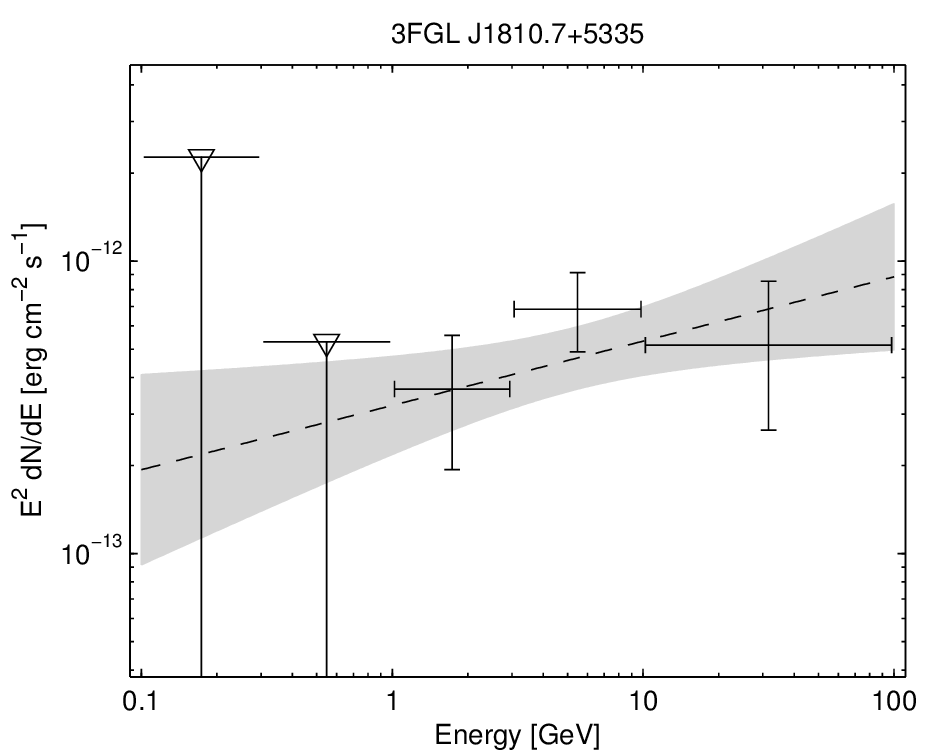 3FGL J1810.7+5335
E² dN/dE [erg cm⁻² s⁻¹]
10⁻¹²
10⁻¹³
0.1 1 10 100
Energy [GeV]